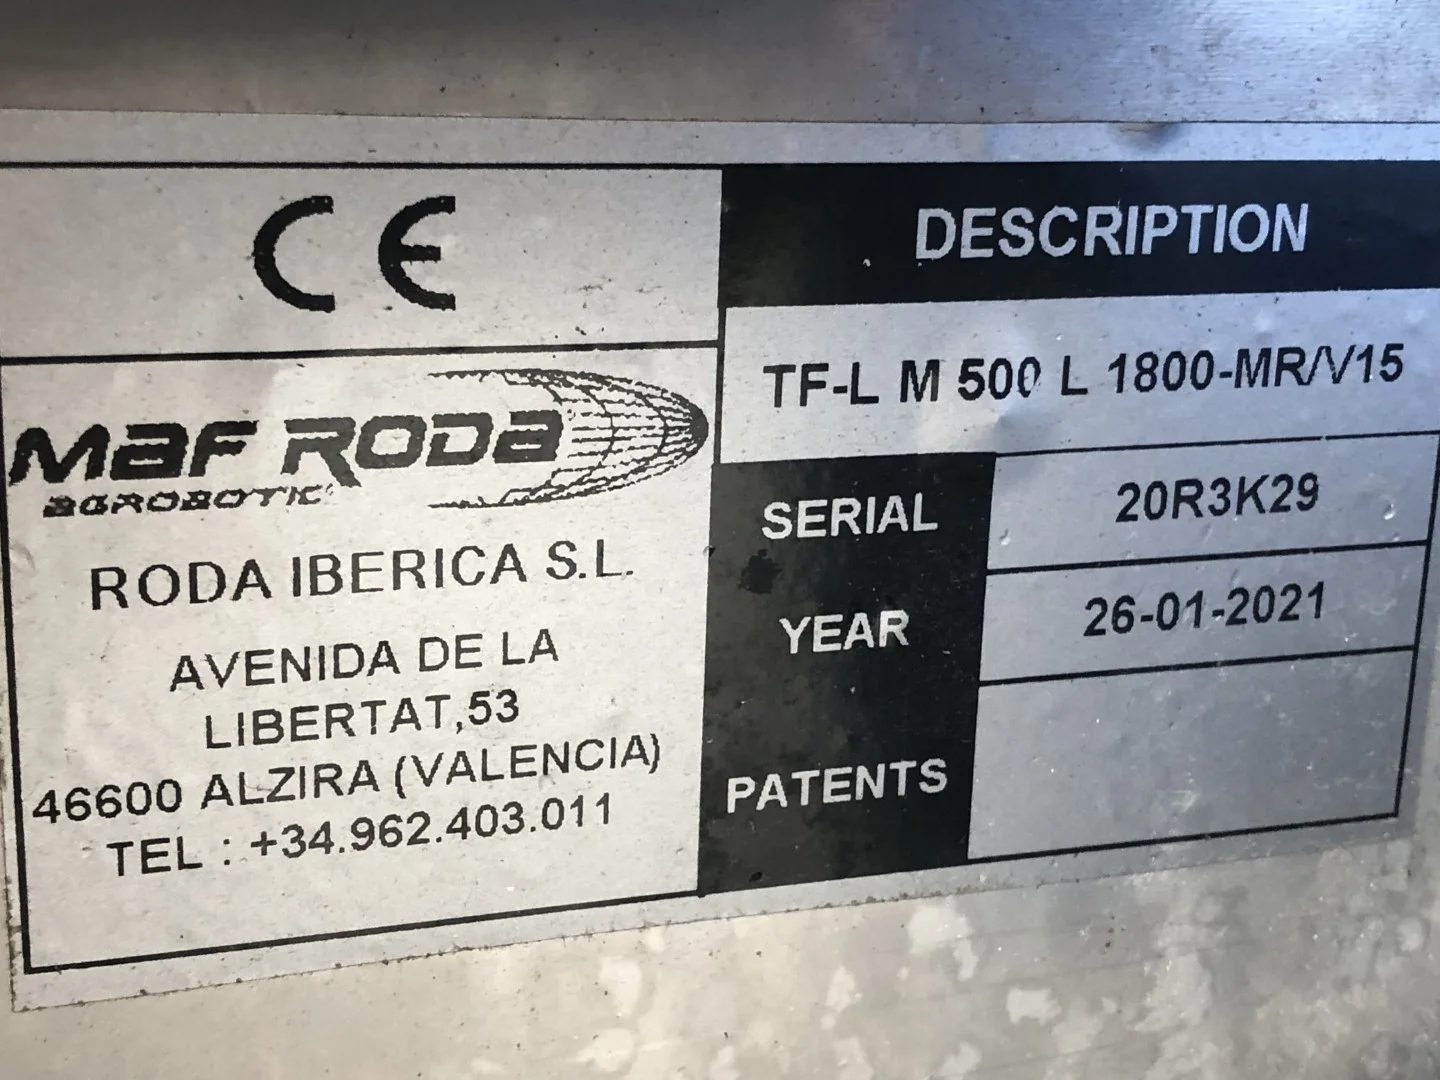 CE
MAF RODA
AGROBOTIC
RODA IBERICA S.L.
AVENIDA DE LA
LIBERTAT,53
46600 ALZIRA (VALENCIA)
TEL : +34.962.403.011
DESCRIPTION
TF-L M 500 L 1800-MR/V15
SERIAL 20R3K29
YEAR 26-01-2021
PATENTS